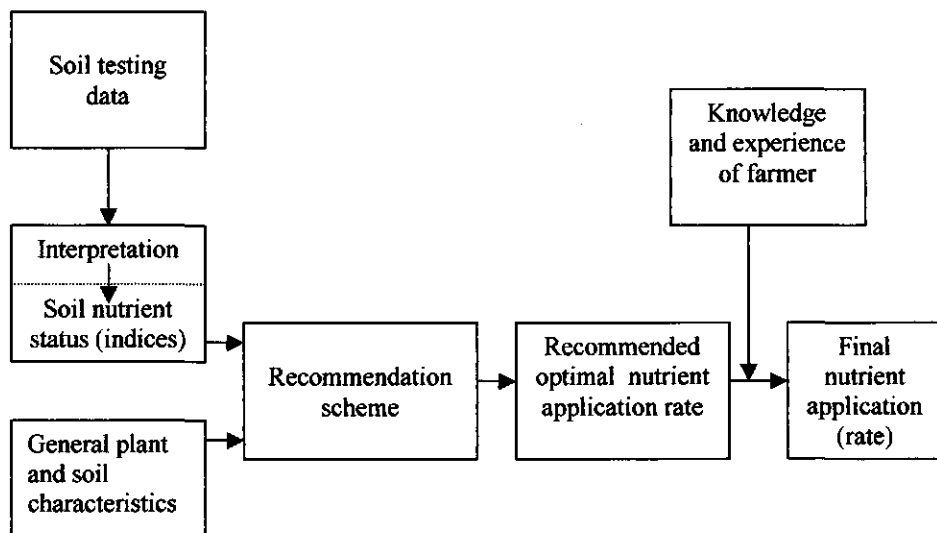 Soil testing
data
Knowledge
and experience
of farmer
Interpretation
Soil nutrient
status (indices)
Recommendation
scheme
Recommended
optimal nutrient
application rate
Final
nutrient
application
(rate)
General plant
and soil
characteristics